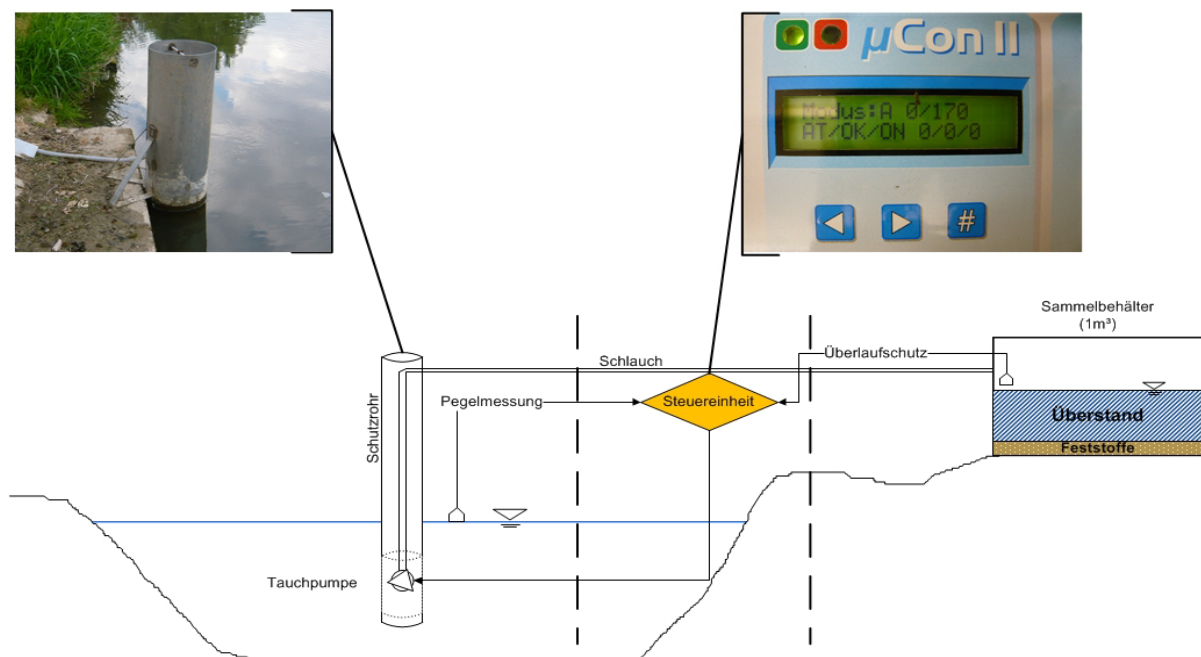 µCon II
Modus:A 0/170
AT/OK/ON 0/0/0
#
Sammelbehälter
(1m³)
Überlaufschutz
Schlauch
Pegelmessung
Steuereinheit
Schutzrohr
Überstand
Feststoffe
Tauchpumpe